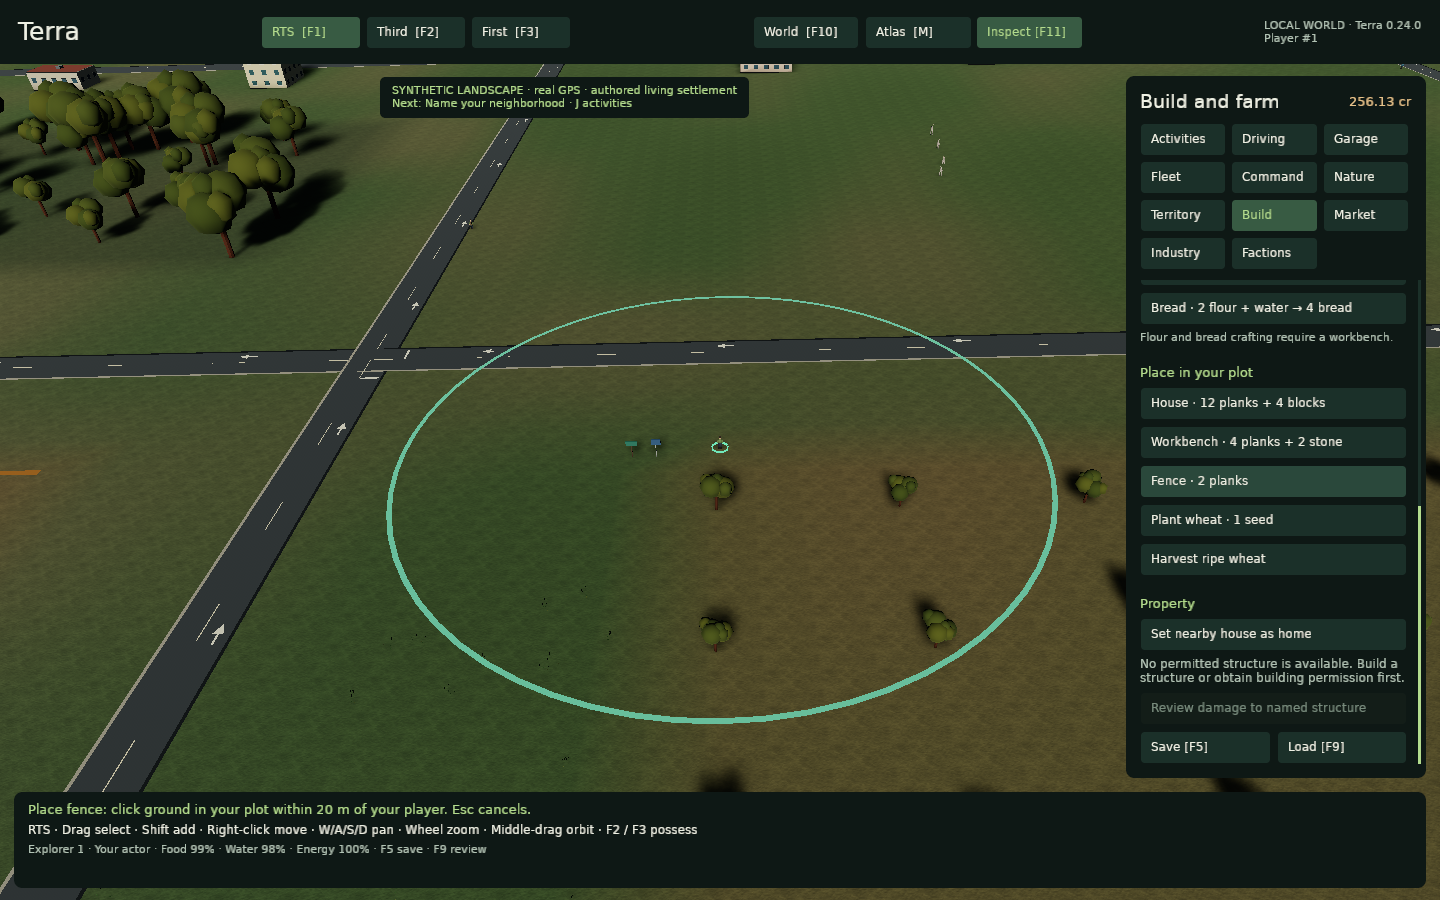 Terra
RTS [F1]
Third [F2]
First [F3]
World [F10]
Atlas [M]
Inspect [F11]
LOCAL WORLD · Terra 0.24.0
Player #1
SYNTHETIC LANDSCAPE · real GPS · authored living settlement
Next: Name your neighborhood · J activities
Build and farm
256.13 cr
Activities
Driving
Garage
Fleet
Command
Nature
Territory
Build
Market
Industry
Factions
Bread · 2 flour + water → 4 bread
Flour and bread crafting require a workbench.
Place in your plot
House · 12 planks + 4 blocks
Workbench · 4 planks + 2 stone
Fence · 2 planks
Plant wheat · 1 seed
Harvest ripe wheat
Property
Set nearby house as home
No permitted structure is available. Build a
structure or obtain building permission first.
Review damage to named structure
Save [F5]
Load [F9]
Place fence: click ground in your plot within 20 m of your player. Esc cancels.
RTS · Drag select · Shift add · Right-click move · W/A/S/D pan · Wheel zoom · Middle-drag orbit · F2 / F3 possess
Explorer 1 · Your actor · Food 99% · Water 98% · Energy 100% · F5 save · F9 review